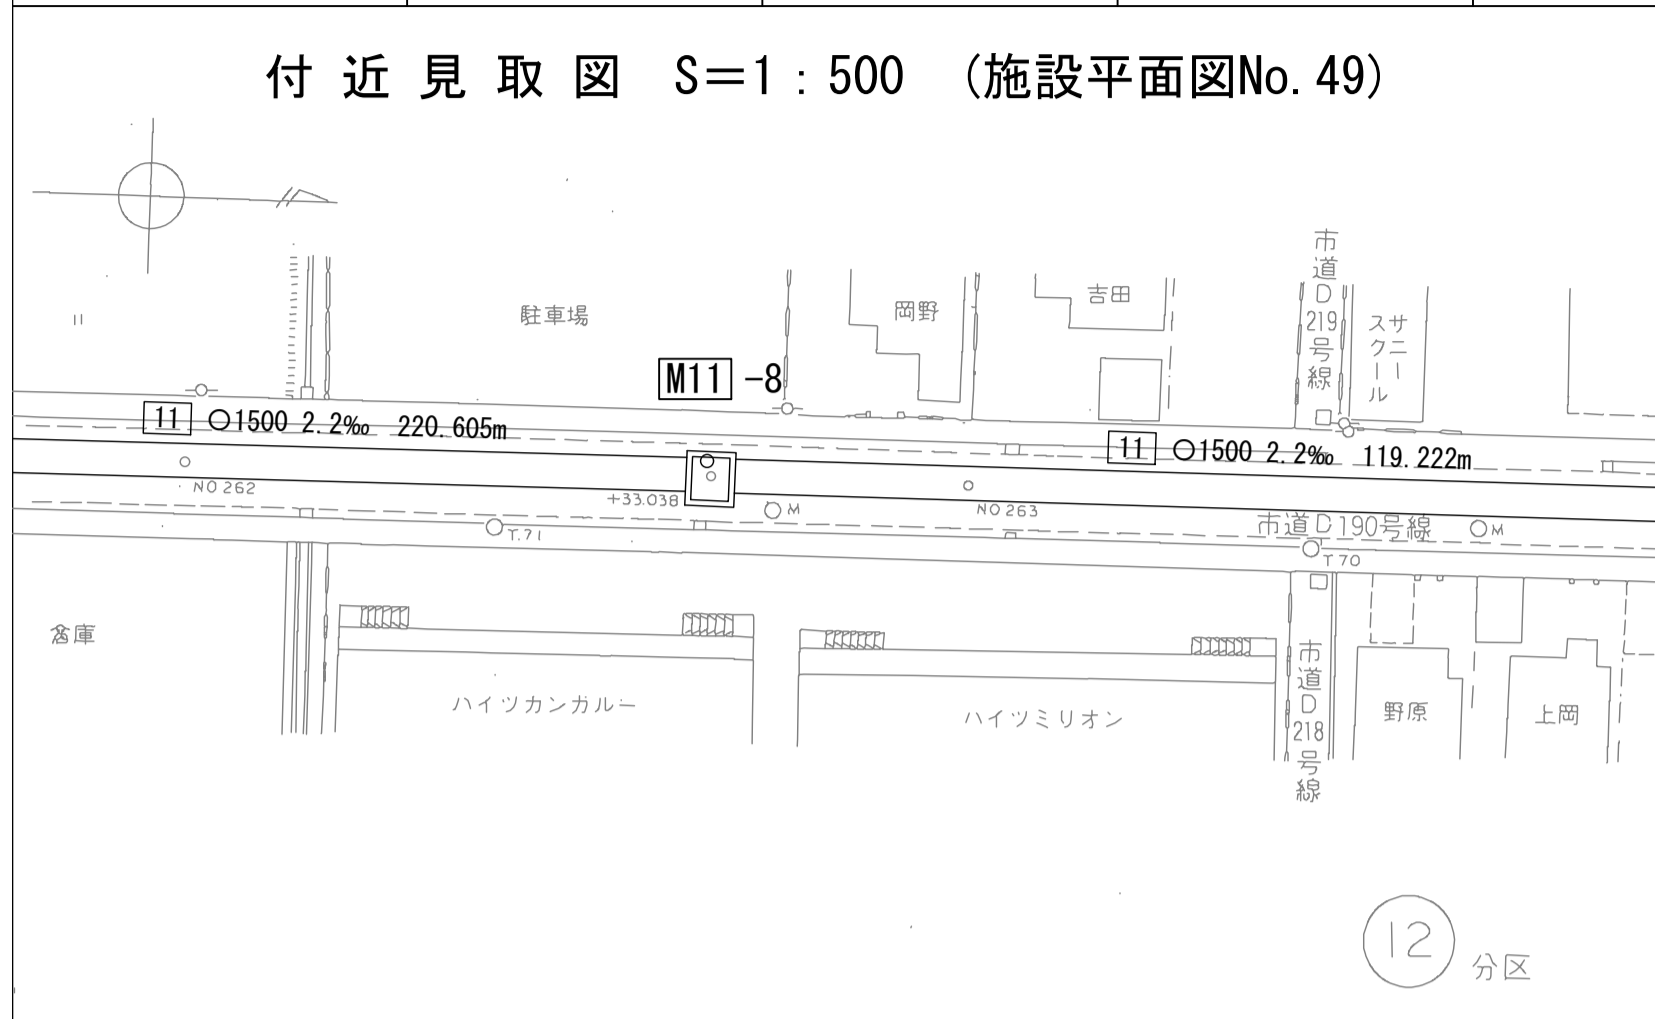 付近見取図 S=1:500 (施設平面図No.49)
市道D219号線
駐車場
岡野
吉田
サニー
スクール
M11 -8
11 ○1500 2.2‰ 220.605m
11 ○1500 2.2‰ 119.222m
NO 262
+33.038
M
NO 263
市道D190号線
M
T.71
T 70
倉庫
ハイツカンガルー
ハイツミリオン
市道D218号線
野原
上岡
12 分区